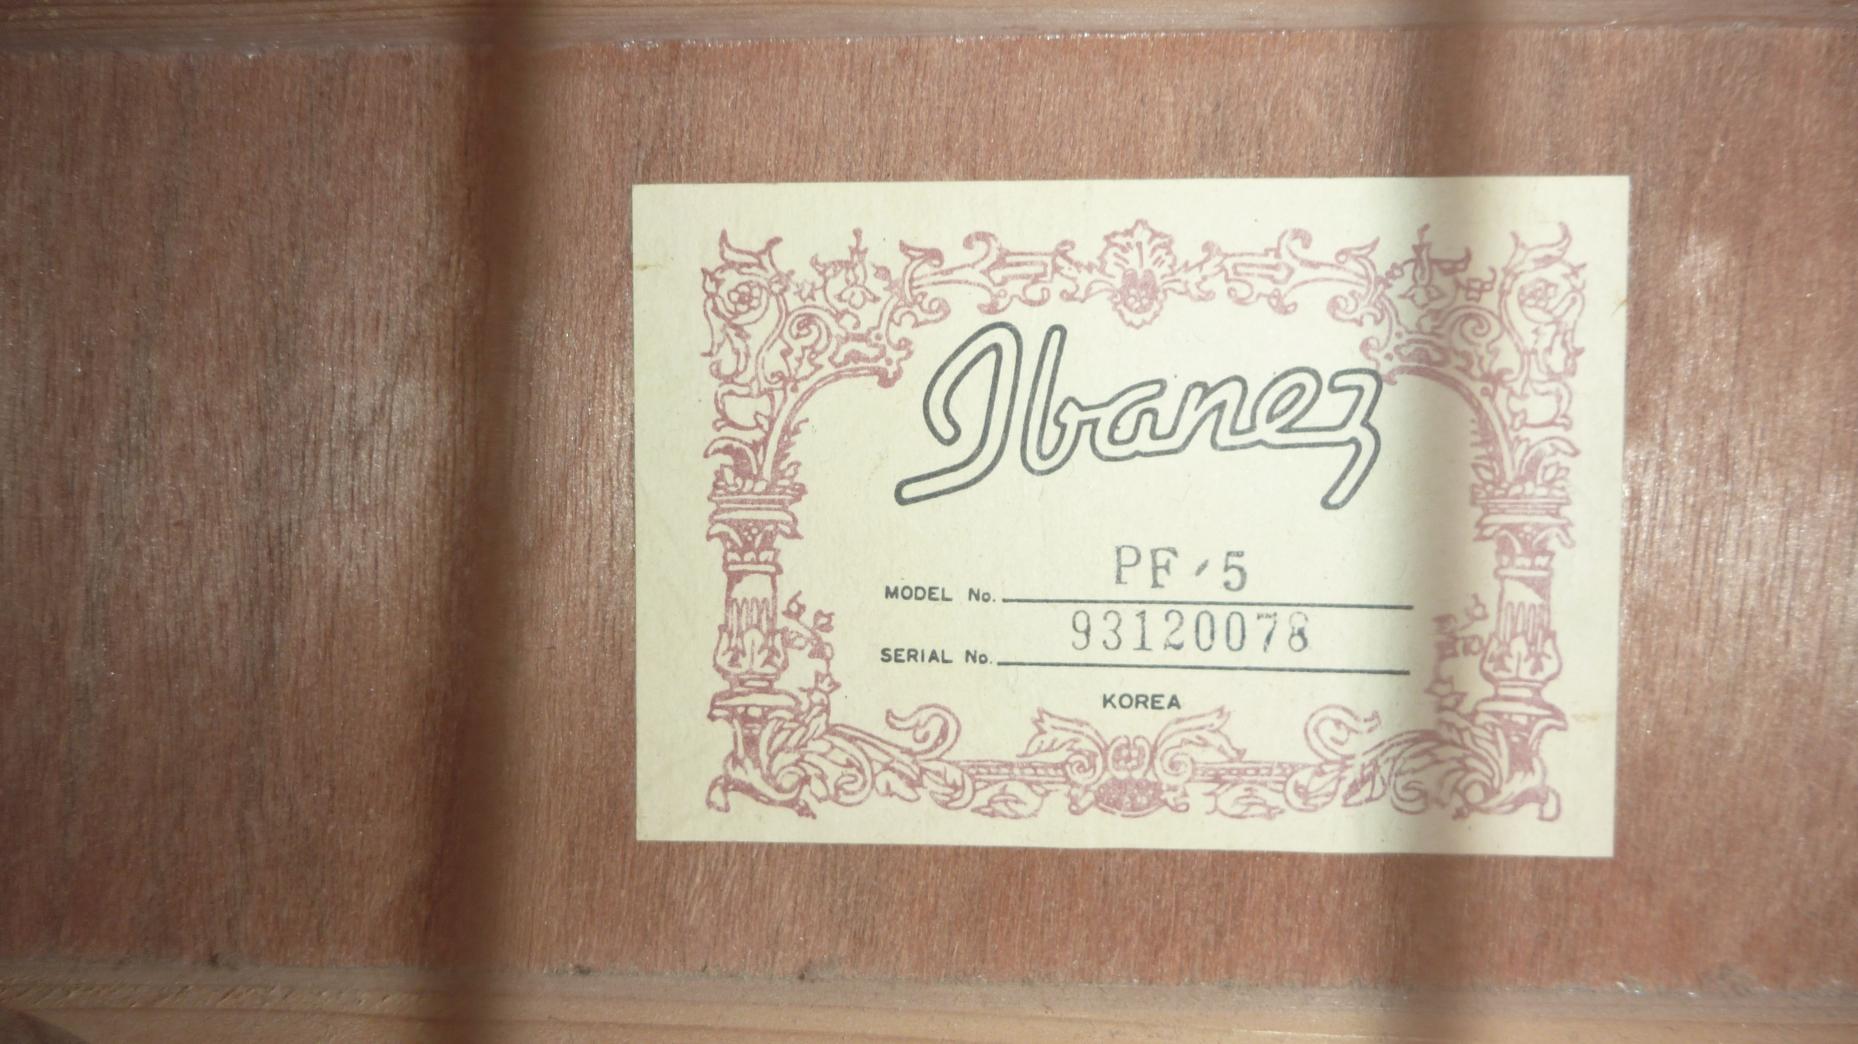 Ibanez
MODEL No. PF-5
SERIAL No. 93120078
KOREA